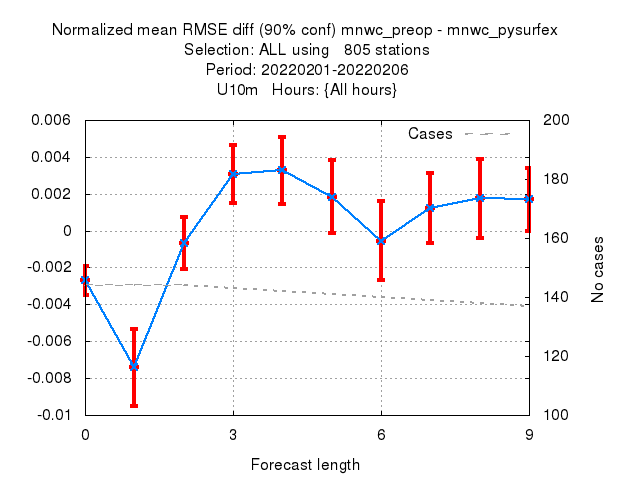 Normalized mean RMSE diff (90% conf) mnwc_preop - mnwc_pysurfex
Selection: ALL using   805 stations
Period: 20220201-20220206
U10m   Hours: {All hours}
0.006
0.004
0.002
0
-0.002
-0.004
-0.006
-0.008
-0.01
Cases
200
180
160
140
120
100
No cases
0
3
6
9
Forecast length